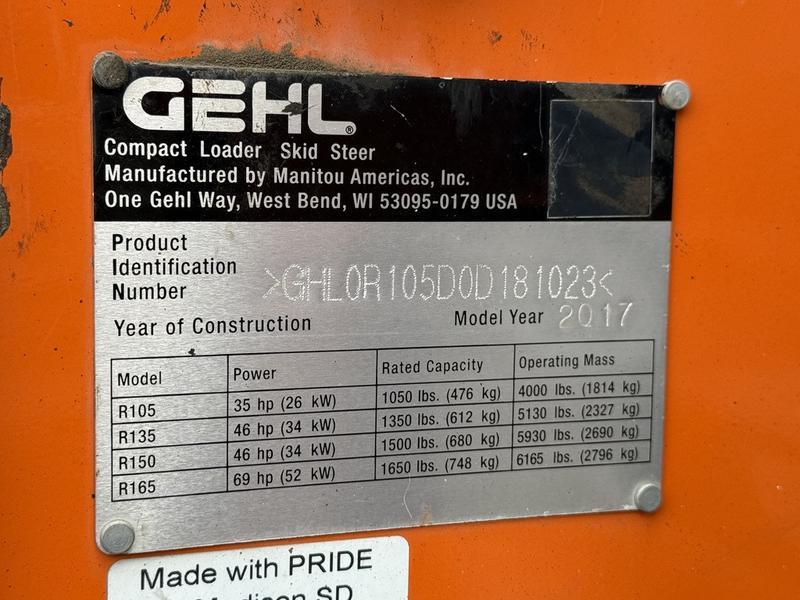 GEHL®
Compact Loader Skid Steer
Manufactured by Manitou Americas, Inc.
One Gehl Way, West Bend, WI 53095-0179 USA
Product
Identification
Number >GHL0R105D0D181023<
Year of Construction Model Year 2017
Model Power Rated Capacity Operating Mass
R105 35 hp (26 kW) 1050 lbs. (476 kg) 4000 lbs. (1814 kg)
R135 46 hp (34 kW) 1350 lbs. (612 kg) 5130 lbs. (2327 kg)
R150 46 hp (34 kW) 1500 lbs. (680 kg) 5930 lbs. (2690 kg)
R165 69 hp (52 kW) 1650 lbs. (748 kg) 6165 lbs. (2796 kg)
Made with PRIDE
SD